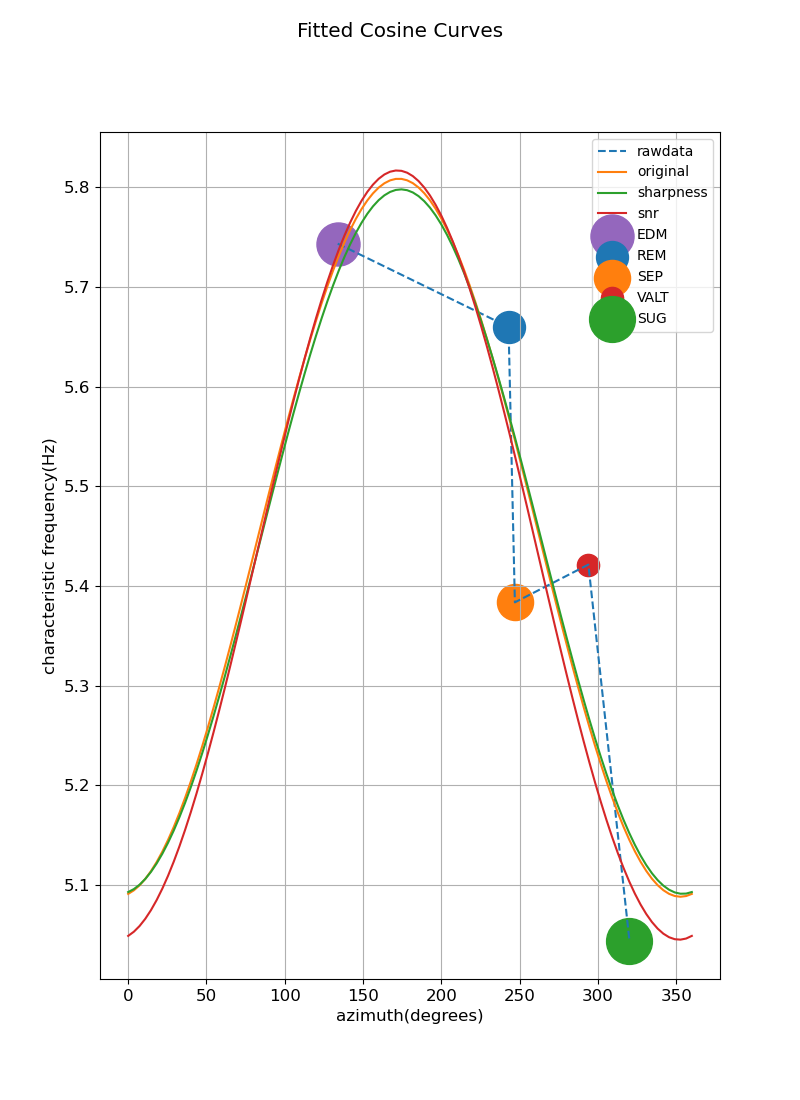 Fitted Cosine Curves
rawdata
original
sharpness
snr
EDM
REM
SEP
VALT
SUG
characteristic frequency(Hz)
5.8
5.7
5.6
5.5
5.4
5.3
5.2
5.1
0 50 100 150 200 250 300 350
azimuth(degrees)